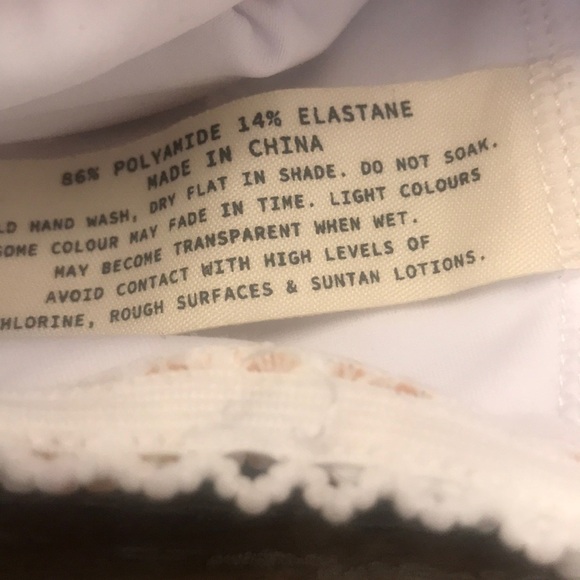 86% POLYAMIDE 14% ELASTANE
MADE IN CHINA
LD HAND WASH, DRY FLAT IN SHADE. DO NOT SOAK.
SOME COLOUR MAY FADE IN TIME. LIGHT COLOURS
MAY BECOME TRANSPARENT WHEN WET.
AVOID CONTACT WITH HIGH LEVELS OF
HLORINE, ROUGH SURFACES & SUNTAN LOTIONS.